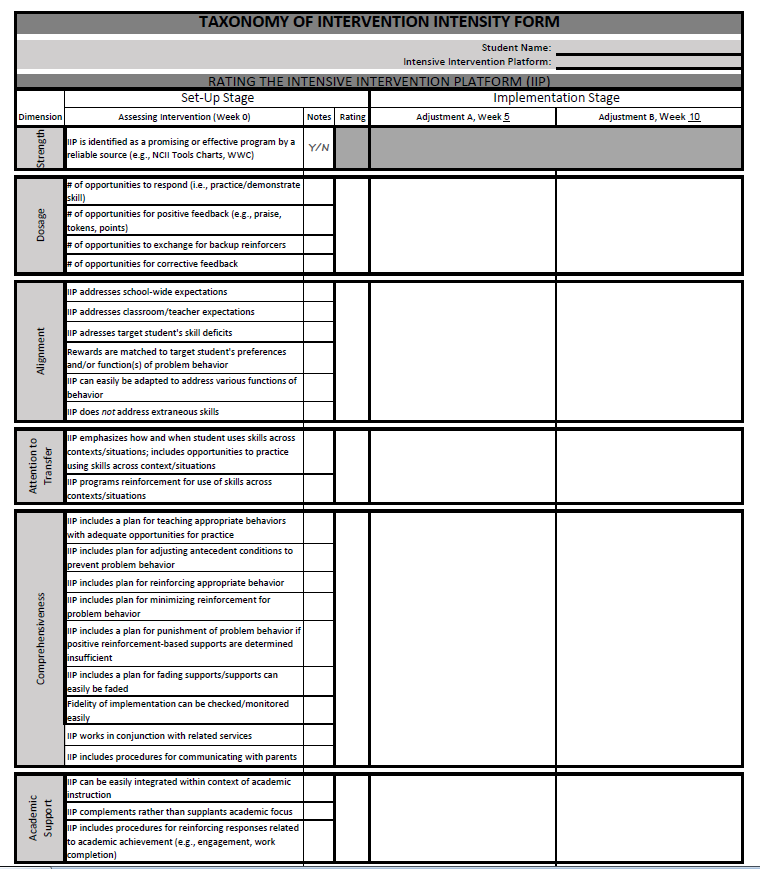 TAXONOMY OF INTERVENTION INTENSITY FORM
Student Name:
Intensive Intervention Platform:
RATING THE INTENSIVE INTERVENTION PLATFORM (IIP)
Set-Up Stage
Implementation Stage
Dimension
Assessing Intervention (Week 0)
Notes
Rating
Adjustment A, Week 5
Adjustment B, Week 10
Strength
IIP is identified as a promising or effective program by a
reliable source (e.g., NCII Tools Charts, WWC)
Y/N
Dosage
# of opportunities to respond (i.e., practice/demonstrate
skill)
# of opportunities for positive feedback (e.g., praise,
tokens, points)
# of opportunities to exchange for backup reinforcers
# of opportunities for corrective feedback
Alignment
IIP addresses school-wide expectations
IIP addresses classroom/teacher expectations
IIP adresses target student's skill deficits
Rewards are matched to target student's preferences
and/or function(s) of problem behavior
IIP can easily be adapted to address various functions of
behavior
IIP does not address extraneous skills
Attention to
Transfer
IIP emphasizes how and when student uses skills across
contexts/situations; includes opportunities to practice
using skills across context/situations
IIP programs reinforcement for use of skills across
contexts/situations
Comprehensiveness
IIP includes a plan for teaching appropriate behaviors
with adequate opportunities for practice
IIP includes plan for adjusting antecedent conditions to
prevent problem behavior
IIP includes plan for reinforcing appropriate behavior
IIP includes plan for minimizing reinforcement for
problem behavior
IIP includes a plan for punishment of problem behavior if
positive reinforcement-based supports are determined
insufficient
IIP includes a plan for fading supports/supports can
easily be faded
Fidelity of implementation can be checked/monitored
easily
IIP works in conjunction with related services
IIP includes procedures for communicating with parents
Academic
Support
IIP can be easily integrated within context of academic
instruction
IIP complements rather than supplants academic focus
IIP includes procedures for reinforcing responses related
to academic achievement (e.g., engagement, work
completion)